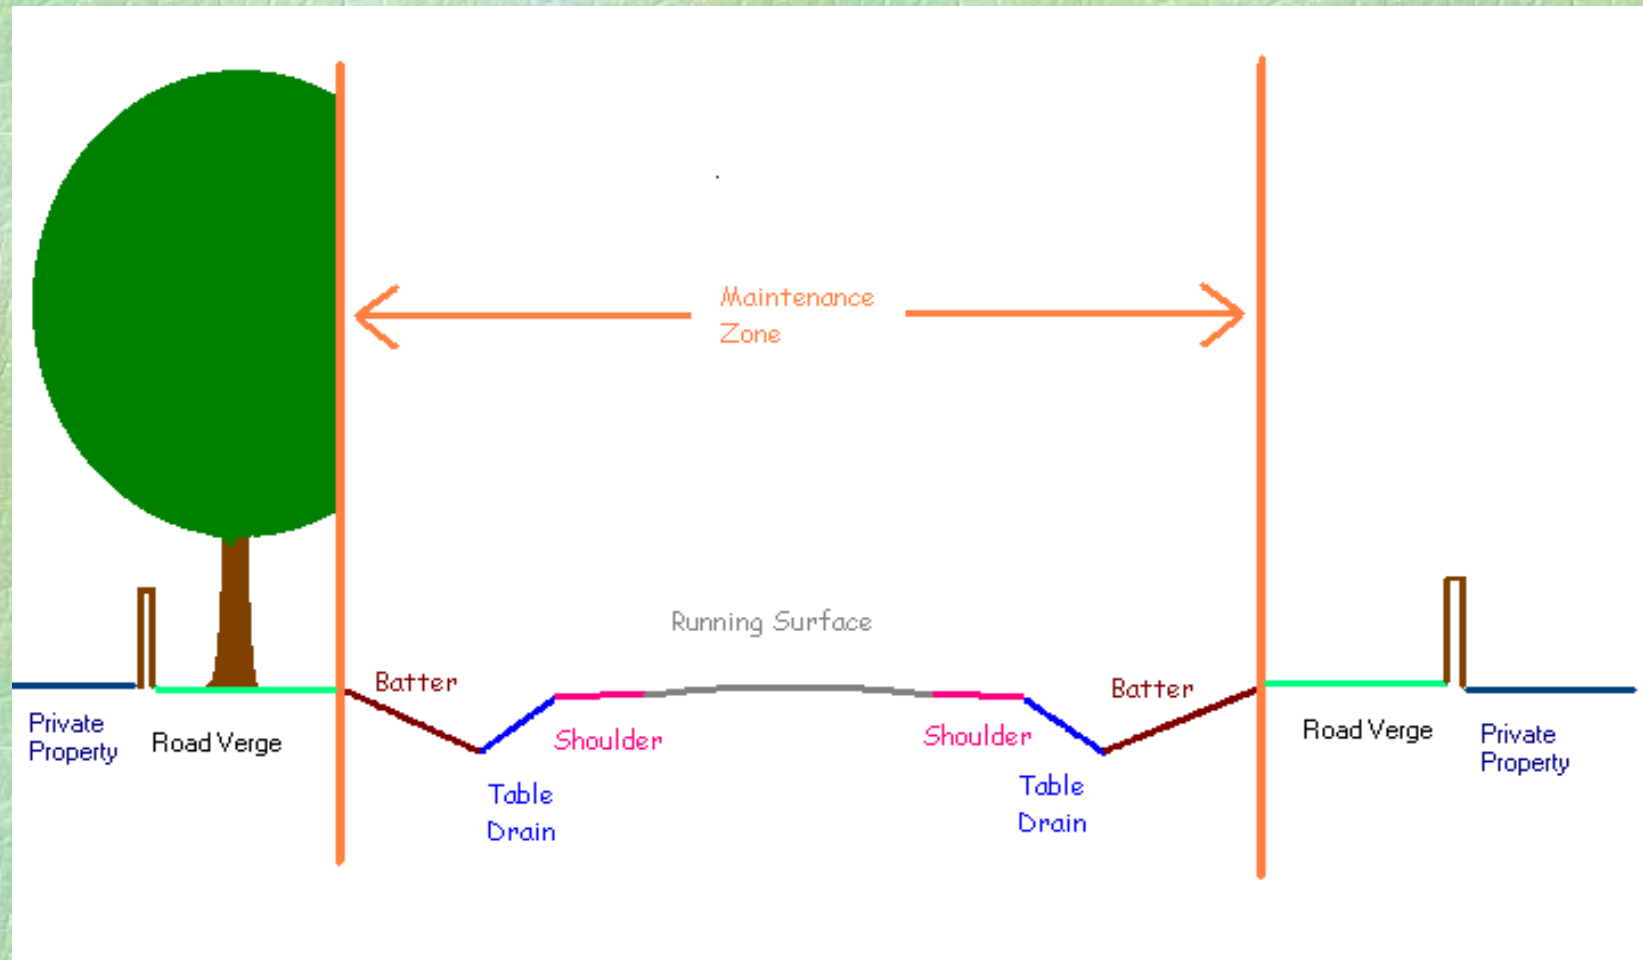 Maintenance
Zone
Running Surface
Batter
Batter
Private
Property
Road Verge
Shoulder
Shoulder
Road Verge
Private
Property
Table
Drain
Table
Drain